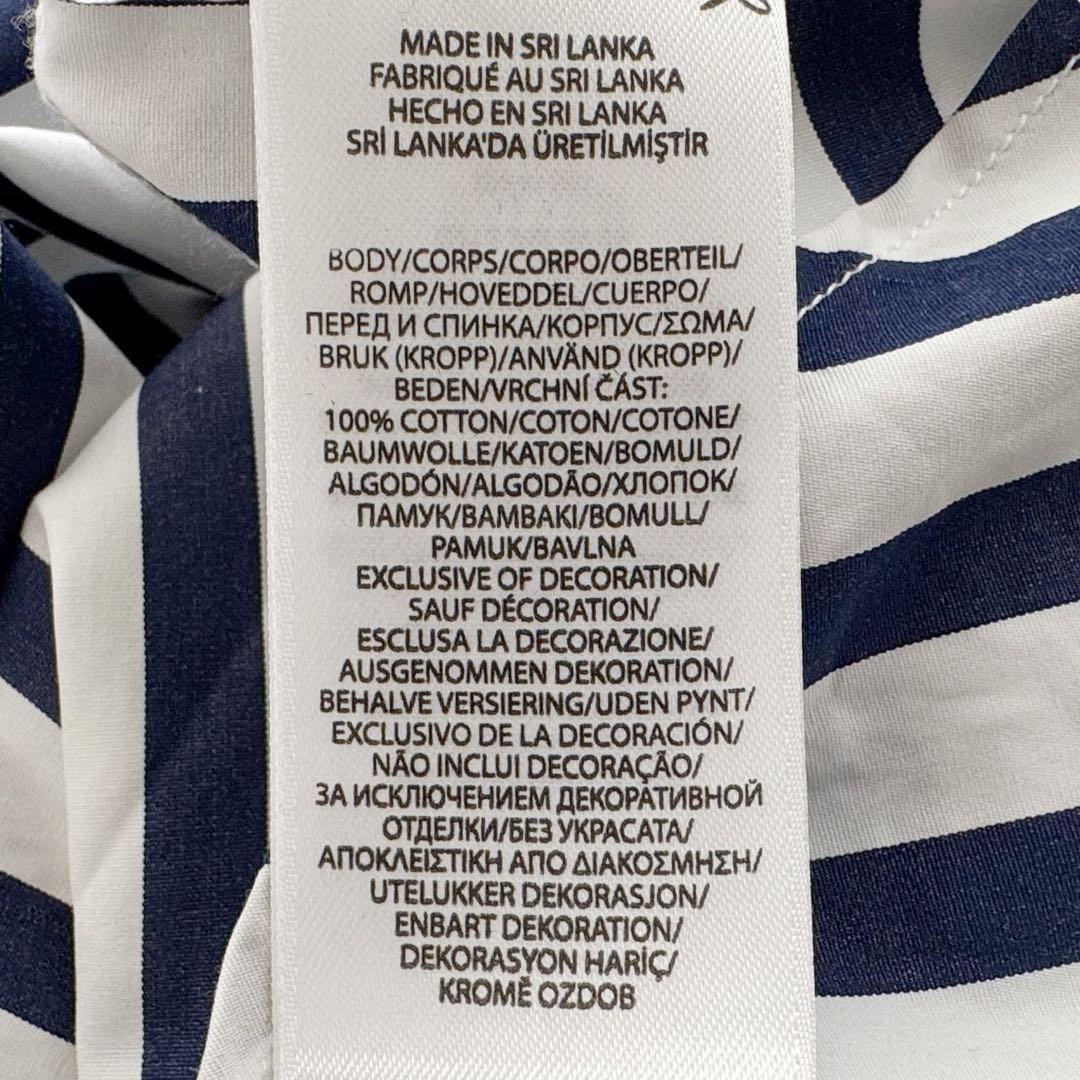 MADE IN SRI LANKA
FABRIQUÉ AU SRI LANKA
HECHO EN SRI LANKA
SRİ LANKA'DA ÜRETİLMİŞTİR
BODY/CORPS/CORPO/OBERTEIL/
ROMP/HOVEDDEL/CUERPO/
ПЕРЕД И СПИНКА/КОРПУС/ΣΩΜΑ/
BRUK (KROPP)/ANVÄND (KROPP)/
BEDEN/VRCHNÍ ČÁST:
100% COTTON/COTON/COTONE/
BAUMWOLLE/KATOEN/BOMULD/
ALGODÓN/ALGODÃO/ХЛОПОК/
ПАМУК/ΒΑΜΒΑΚΙ/BOMULL/
PAMUK/BAVLNA
EXCLUSIVE OF DECORATION/
SAUF DÉCORATION/
ESCLUSA LA DECORAZIONE/
AUSGENOMMEN DEKORATION/
BEHALVE VERSIERING/UDEN PYNT/
EXCLUSIVO DE LA DECORACIÓN/
NÃO INCLUI DECORAÇÃO/
ЗА ИСКЛЮЧЕНИЕМ ДЕКОРАТИВНОЙ
ОТДЕЛКИ/БЕЗ УКРАСАТА/
ΑΠΟΚΛΕΙΣΤΙΚΗ ΑΠΟ ΔΙΑΚΟΣΜΗΣΗ/
UTELUKKER DEKORASJON/
ENBART DEKORATION/
DEKORASYON HARİÇ/
KROMĚ OZDOB